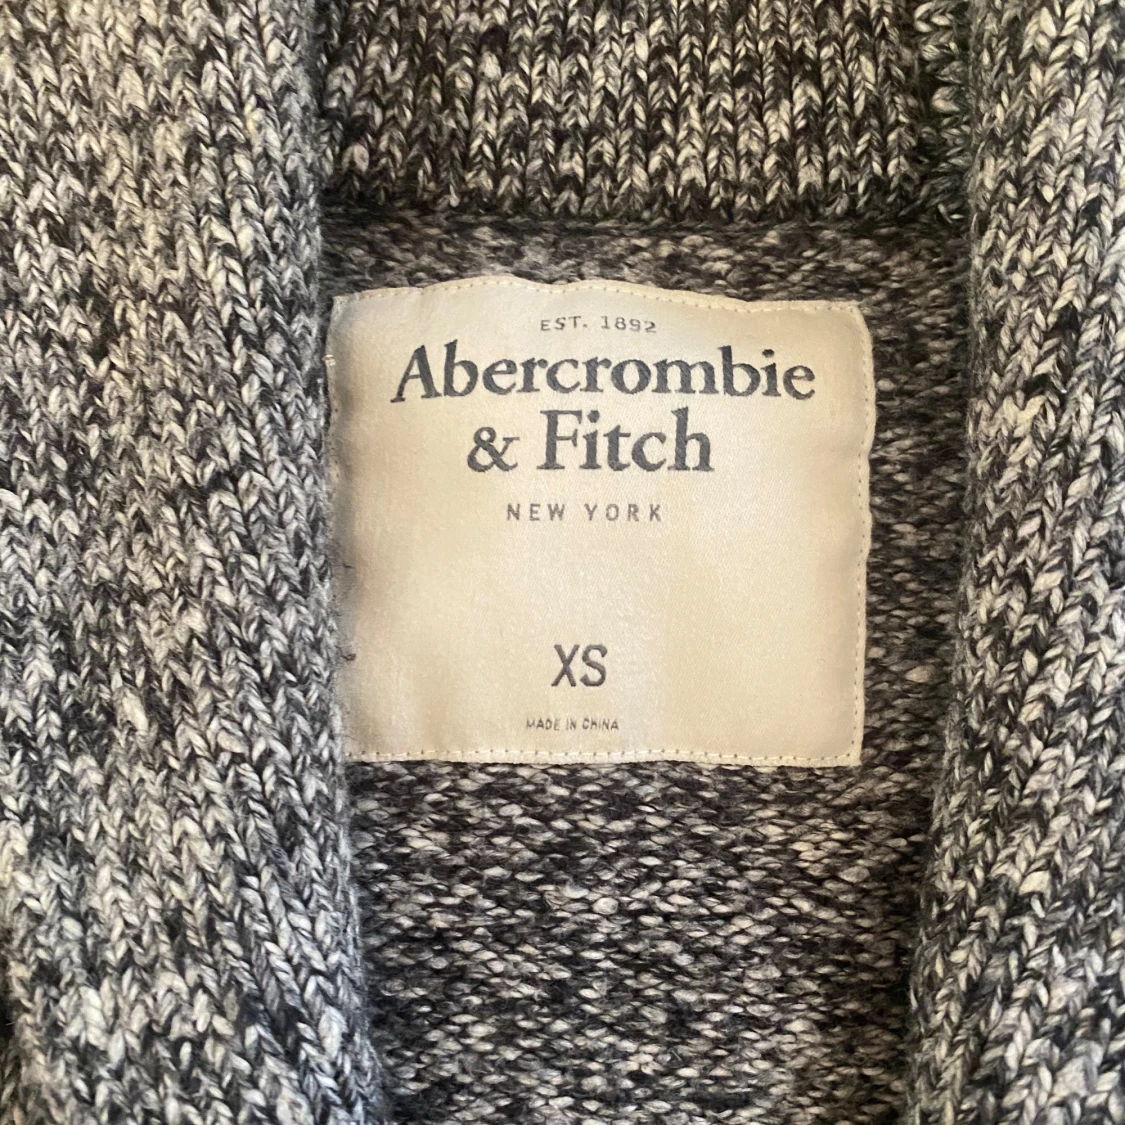 EST. 1892
Abercrombie
& Fitch
NEW YORK
XS
MADE IN CHINA